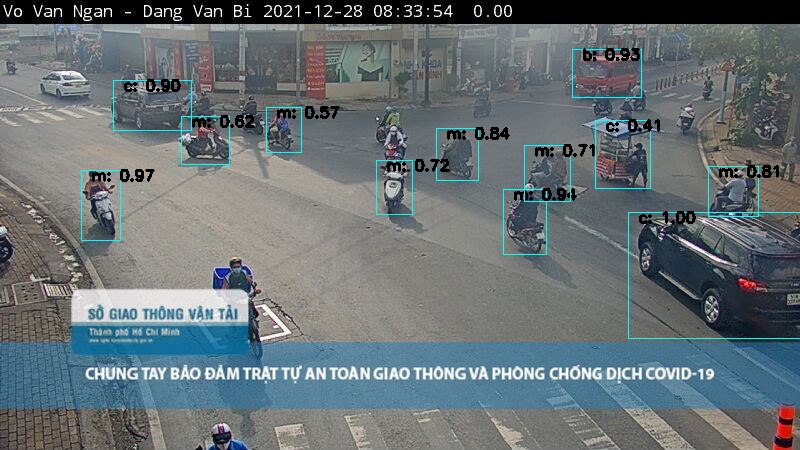 Vo Van Ngan - Dang Van Bi 2021-12-28 08:33:54 0.00
b: 0.93
c: 0.90
m: 0.57
m: 0.62
c: 0.41
m: 0.84
m: 0.71
m: 0.72
m: 0.97
m: 0.81
m: 0.94
c: 1.00
SỞ GIAO THÔNG VẬN TẢI
Thành phố Hồ Chí Minh
CHUNG TAY BẢO ĐẢM TRẬT TỰ AN TOÀN GIAO THÔNG VÀ PHÒNG CHỐNG DỊCH COVID-19